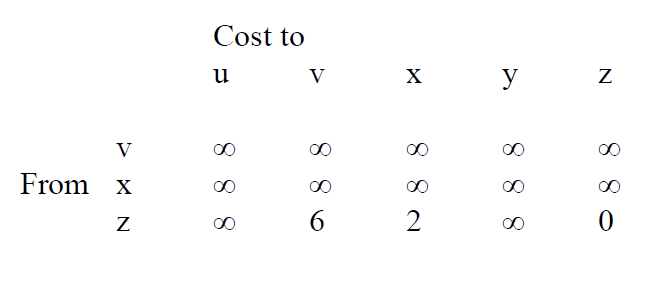 Cost to
u v x y z
v ∞ ∞ ∞ ∞ ∞
From x ∞ ∞ ∞ ∞ ∞
z ∞ 6 2 ∞ 0